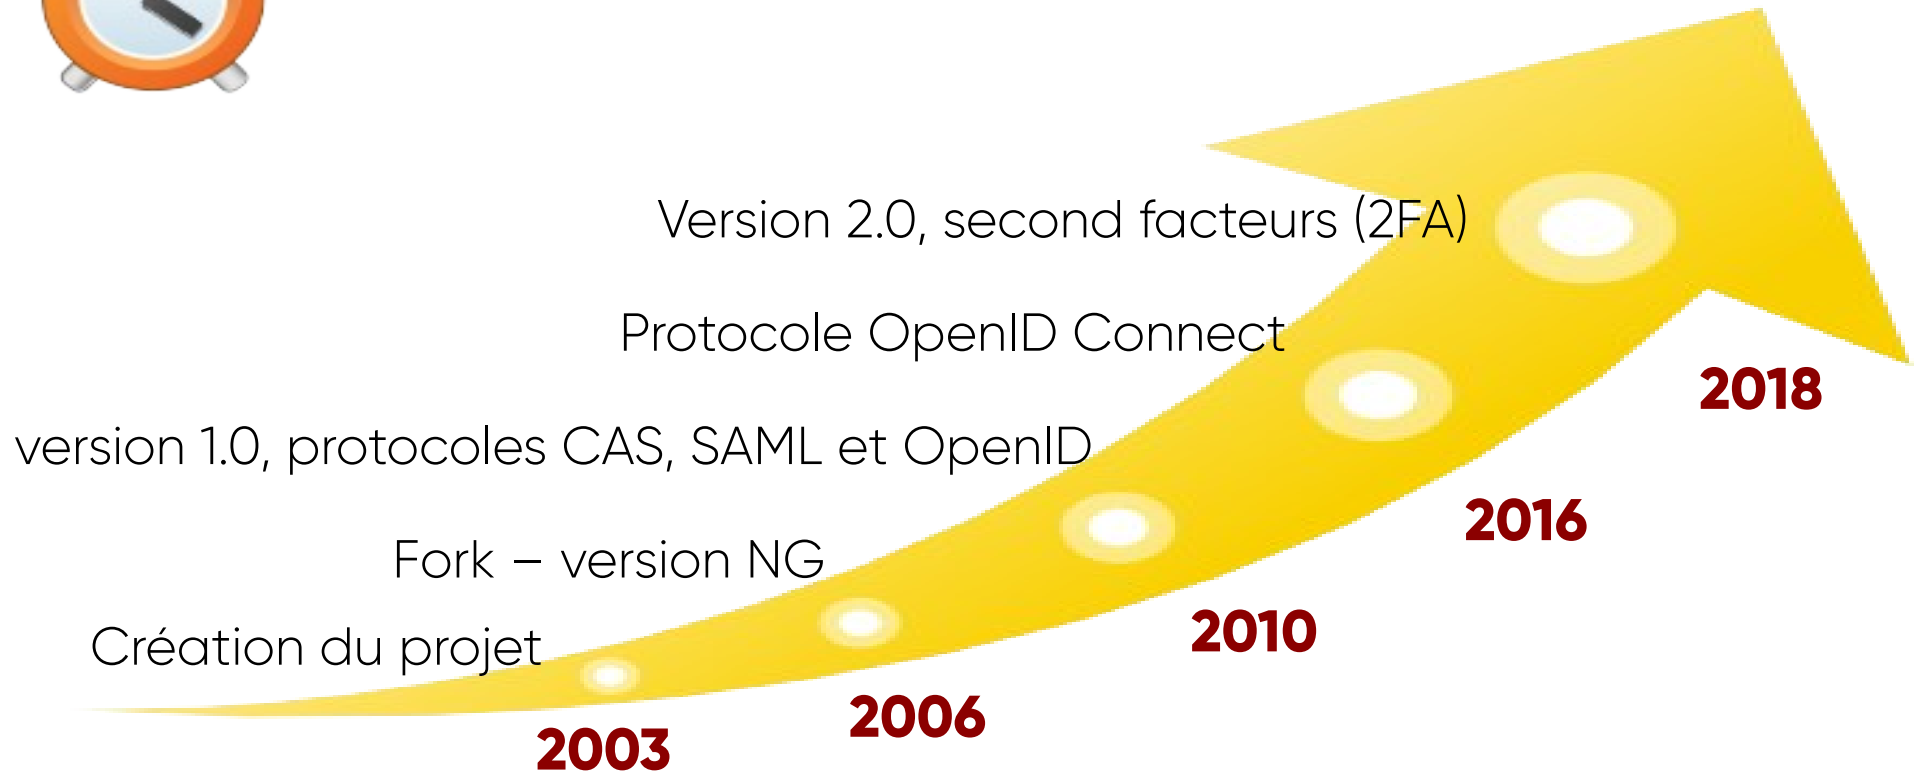 Version 2.0, second facteurs (2FA)
Protocole OpenID Connect
2018
version 1.0, protocoles CAS, SAML et OpenID
2016
Fork – version NG
2010
Création du projet
2006
2003